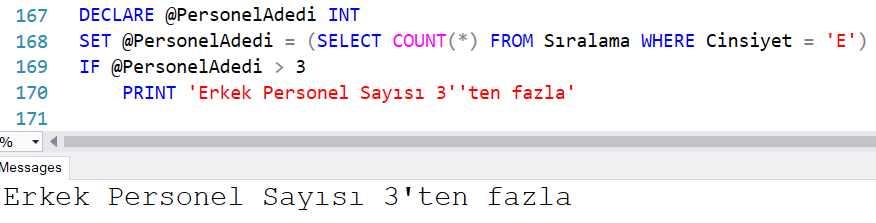 167 DECLARE @PersonelAdedi INT
168 SET @PersonelAdedi = (SELECT COUNT(*) FROM Sıralama WHERE Cinsiyet = 'E')
169 IF @PersonelAdedi > 3
170 PRINT 'Erkek Personel Sayısı 3''ten fazla'
171
%
Messages
Erkek Personel Sayısı 3'ten fazla